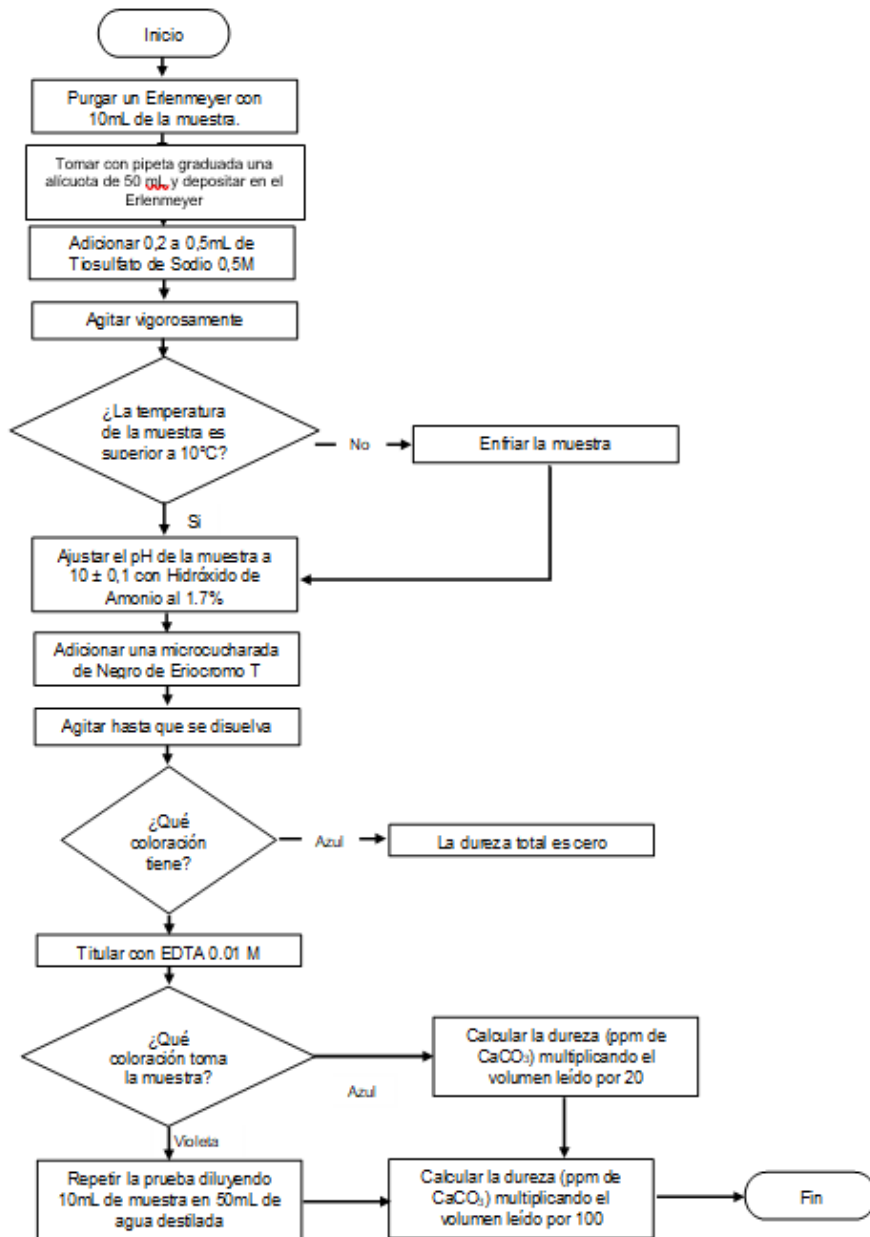 Inicio
Purgar un Erlenmeyer con
10mL de la muestra.
Tomar con pipeta graduada una
alícuota de 50 mL y depositar en el
Erlenmeyer
Adicionar 0,2 a 0,5mL de
Tiosulfato de Sodio 0,5M
Agitar vigorosamente
¿La temperatura
de la muestra es
superior a 10°C?
No
Enfriar la muestra
Si
Ajustar el pH de la muestra a
10 ± 0,1 con Hidróxido de
Amonio al 1.7%
Adicionar una microcucharada
de Negro de Eriocromo T
Agitar hasta que se disuelva
¿Qué
coloración
tiene?
Azul
La dureza total es cero
Titular con EDTA 0.01 M
¿Qué
coloración toma
la muestra?
Azul
Calcular la dureza (ppm de
CaCO₃) multiplicando el
volumen leído por 20
Violeta
Repetir la prueba diluyendo
10mL de muestra en 50mL de
agua destilada
Calcular la dureza (ppm de
CaCO₃) multiplicando el
volumen leído por 100
Fin